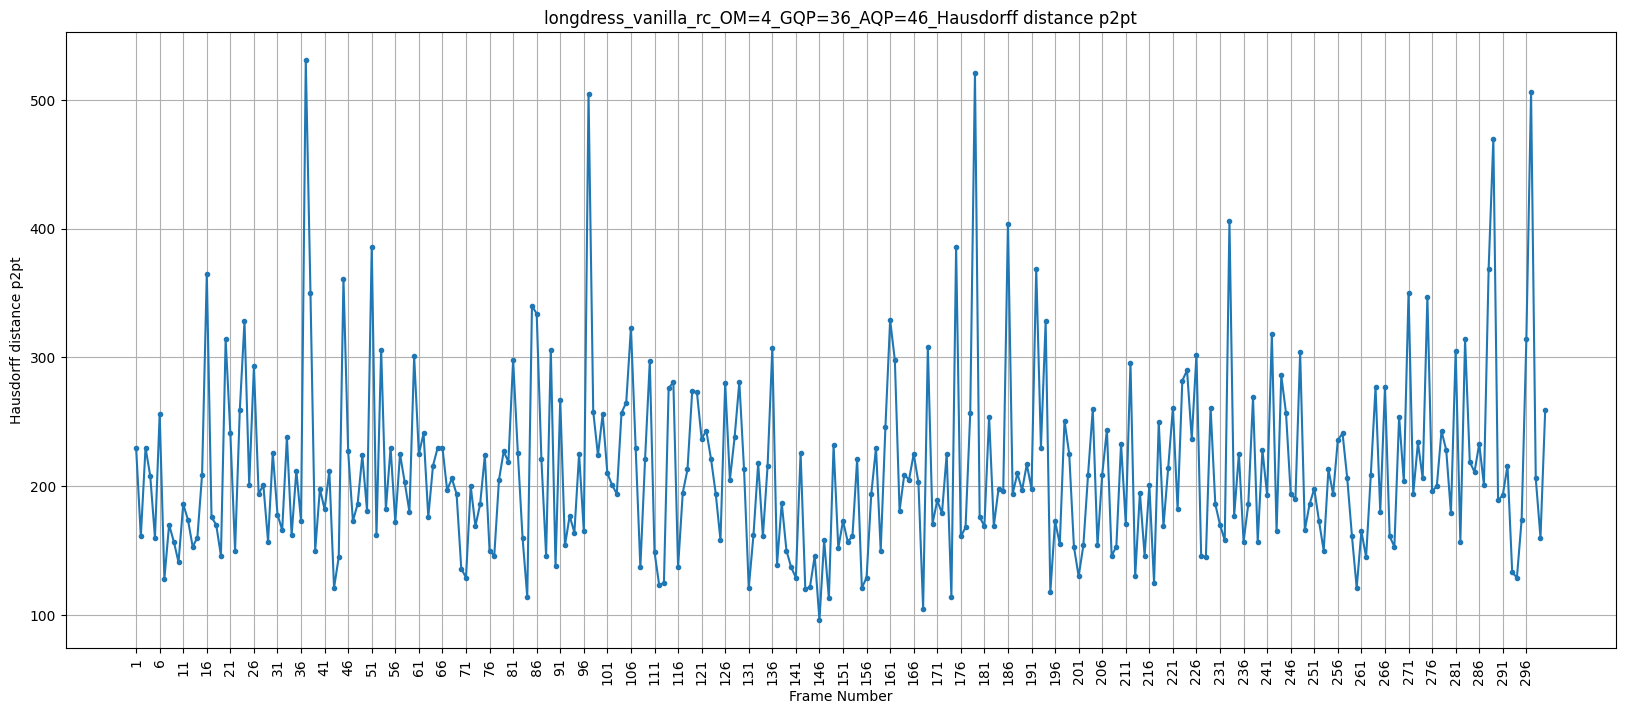 longdress_vanilla_rc_OM=4_GQP=36_AQP=46_Hausdorff distance p2pt
Hausdorff distance p2pt
500
400
300
200
100
1 6 11 16 21 26 31 36 41 46 51 56 61 66 71 76 81 86 91 96 101 106 111 116 121 126 131 136 141 146 151 156 161 166 171 176 181 186 191 196 201 206 211 216 221 226 231 236 241 246 251 256 261 266 271 276 281 286 291 296
Frame Number